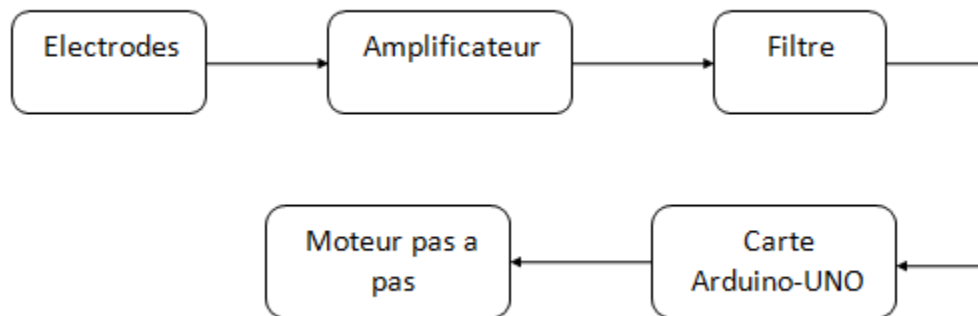 Electrodes
Amplificateur
Filtre
Moteur pas a
pas
Carte
Arduino-UNO